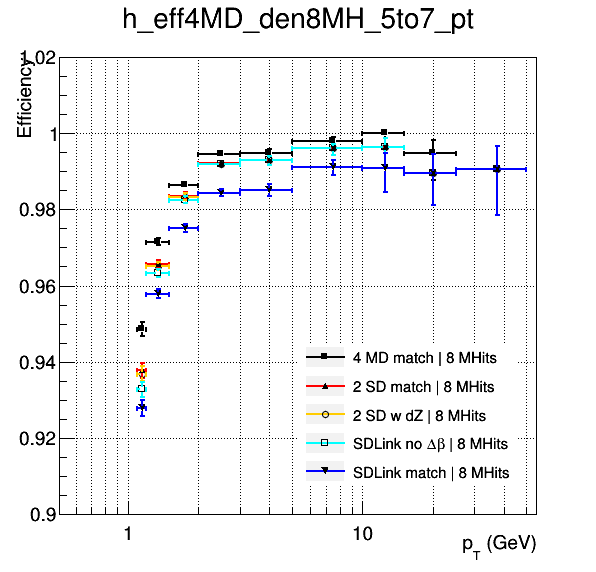 h_eff4MD_den8MH_5to7_pt
Efficiency
1.02
1
0.98
0.96
0.94
0.92
0.9
4 MD match | 8 MHits
2 SD match | 8 MHits
2 SD w dZ | 8 MHits
SDLink no Δβ | 8 MHits
SDLink match | 8 MHits
1
10
p_T (GeV)